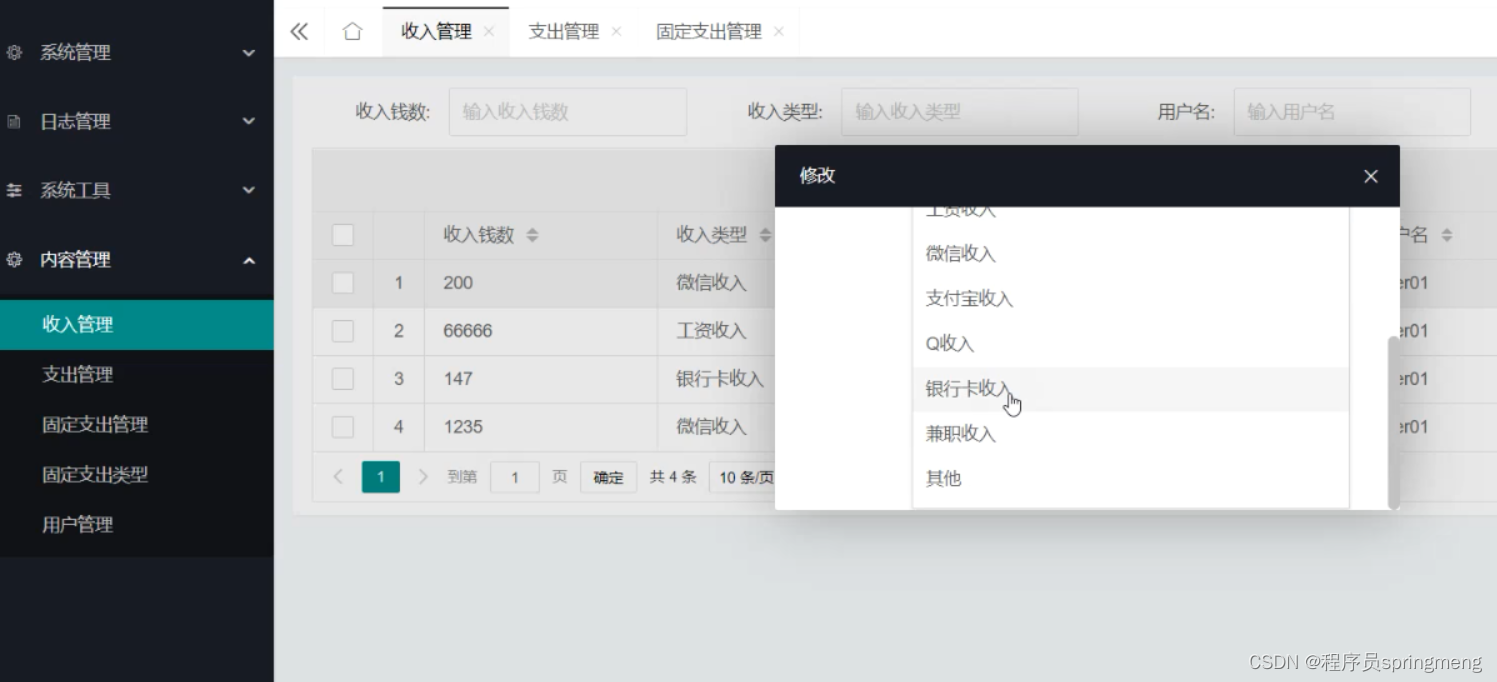 系统管理
日志管理
系统工具
内容管理
收入管理
支出管理
固定支出管理
固定支出类型
用户管理
收入管理 支出管理 固定支出管理
收入钱数: 输入收入钱数 收入类型: 输入收入类型 用户名: 输入用户名
收入钱数 收入类型 户名
1 200 微信收入 er01
2 66666 工资收入 er01
3 147 银行卡收入 er01
4 1235 微信收入 er01
1 到第 1 页 确定 共 4 条 10 条/页
修改
工资收入
微信收入
支付宝收入
Q收入
银行卡收入
兼职收入
其他
CSDN @程序员springmeng